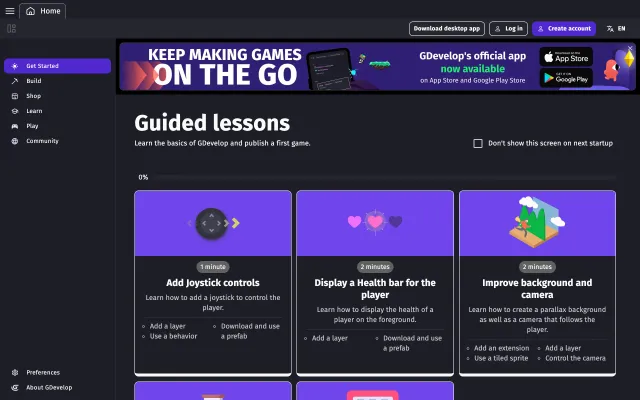 Home
Download desktop app
Log in
Create account
EN
Get Started
Build
Shop
Learn
Play
Community
KEEP MAKING GAMES
ON THE GO
GDevelop's official app
now available
on App Store and Google Play Store
App Store
GET IT ON
Google Play
Guided lessons
Learn the basics of GDevelop and publish a first game.
Don't show this screen on next startup
0%
1 minute
Add Joystick controls
Learn how to add a joystick to control the
player.
Add a layer
Use a behavior
Download and use
a prefab
2 minutes
Display a Health bar for the
player
Learn how to display the health of a
player on the foreground.
Add a layer
Download and use
a prefab
2 minutes
Improve background and
camera
Learn how to create a parallax background
as well as a camera that follows the
player.
Add an extension
Use a tiled sprite
Add a layer
Control the camera
Preferences
About GDevelop